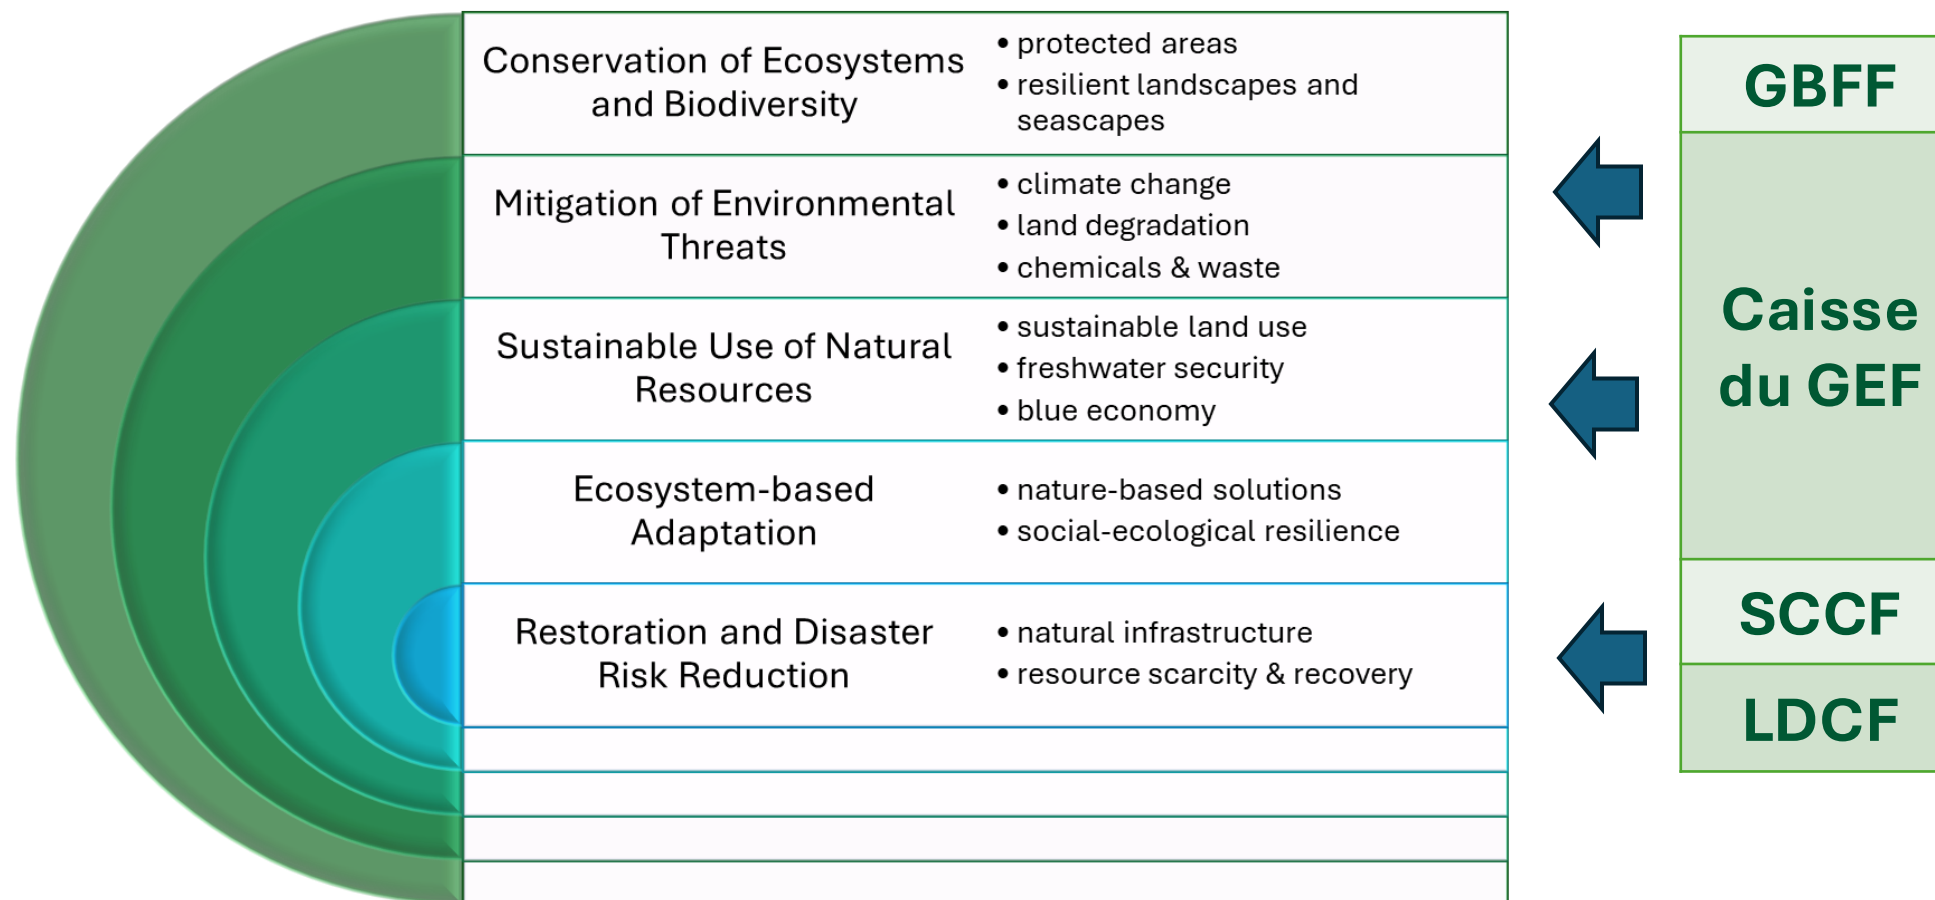 Conservation of Ecosystems
and Biodiversity
• protected areas
• resilient landscapes and
seascapes
Mitigation of Environmental
Threats
• climate change
• land degradation
• chemicals & waste
Sustainable Use of Natural
Resources
• sustainable land use
• freshwater security
• blue economy
Ecosystem-based
Adaptation
• nature-based solutions
• social-ecological resilience
Restoration and Disaster
Risk Reduction
• natural infrastructure
• resource scarcity & recovery
GBFF
Caisse
du GEF
SCCF
LDCF